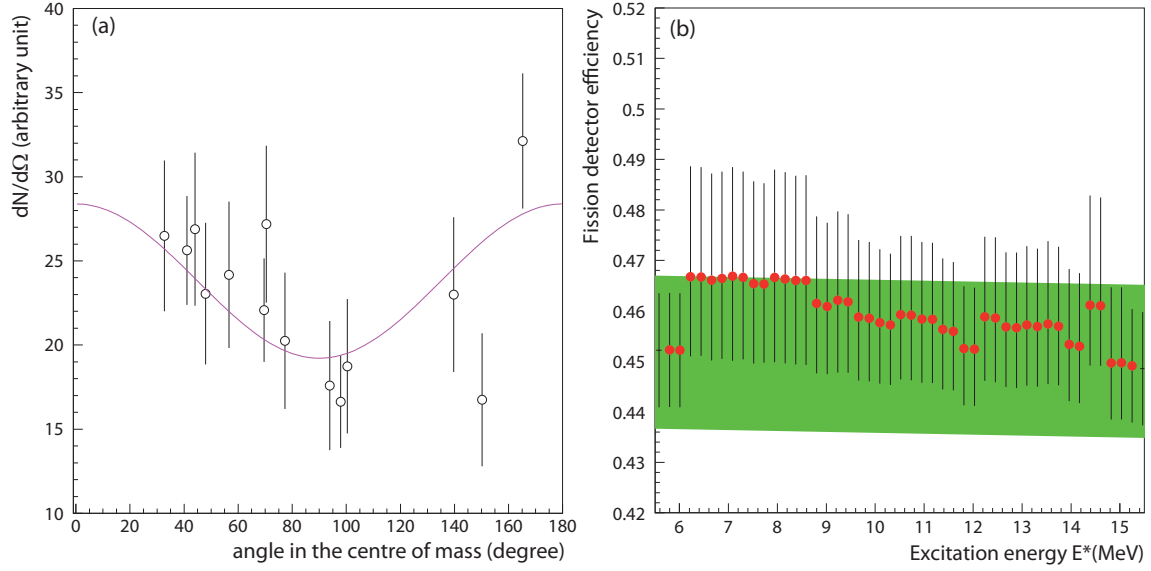 (a)
dN/dΩ (arbitrary unit)
40
35
30
25
20
15
10
0 20 40 60 80 100 120 140 160 180
angle in the centre of mass (degree)
(b)
Fission detector efficiency
0.52
0.51
0.5
0.49
0.48
0.47
0.46
0.45
0.44
0.43
0.42
6 7 8 9 10 11 12 13 14 15
Excitation energy E*(MeV)